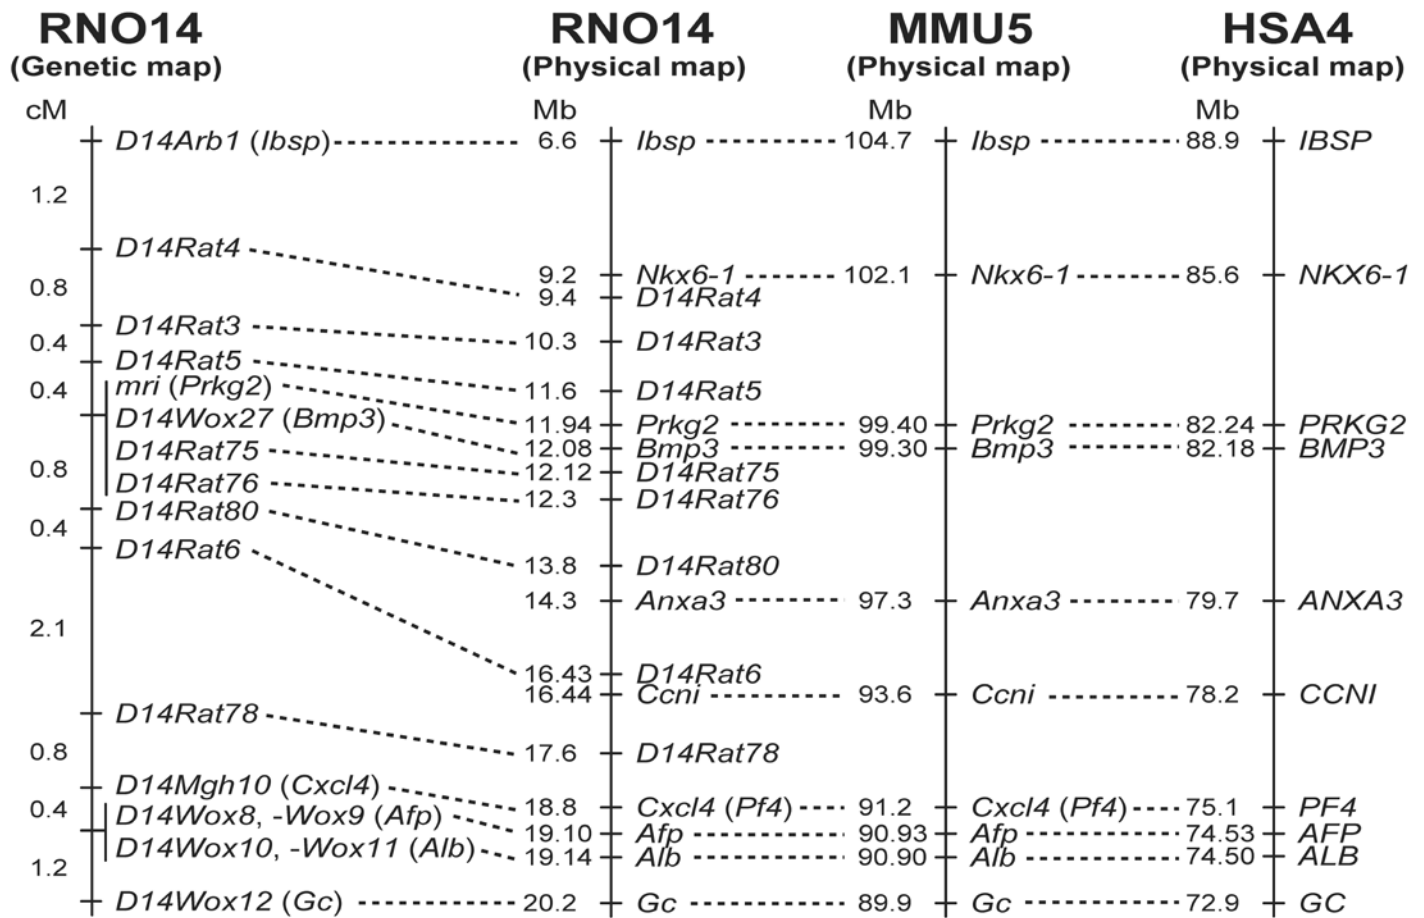 RNO14 RNO14 MMU5 HSA4
(Genetic map) (Physical map) (Physical map) (Physical map)
cM Mb Mb Mb
D14Arb1 (Ibsp) 6.6 Ibsp 104.7 Ibsp 88.9 IBSP
1.2
D14Rat4
9.2 Nkx6-1 102.1 Nkx6-1 85.6 NKX6-1
0.8
9.4 D14Rat4
D14Rat3
0.4 10.3 D14Rat3
D14Rat5
mri (Prkg2)
0.4 11.6 D14Rat5
D14Wox27 (Bmp3) 11.94 Prkg2 99.40 Prkg2 82.24 PRKG2
D14Rat75 12.08 Bmp3 99.30 Bmp3 82.18 BMP3
0.8 12.12 D14Rat75
D14Rat76 12.3 D14Rat76
D14Rat80
0.4
D14Rat6
13.8 D14Rat80
14.3 Anxa3 97.3 Anxa3 79.7 ANXA3
2.1
16.43 D14Rat6
16.44 Ccni 93.6 Ccni 78.2 CCNI
D14Rat78
0.8 17.6 D14Rat78
D14Mgh10 (Cxcl4)
0.4 18.8 Cxcl4 (Pf4) 91.2 Cxcl4 (Pf4) 75.1 PF4
D14Wox8, -Wox9 (Afp)
19.10 Afp 90.93 Afp 74.53 AFP
D14Wox10, -Wox11 (Alb) 19.14 Alb 90.90 Alb 74.50 ALB
1.2
D14Wox12 (Gc) 20.2 Gc 89.9 Gc 72.9 GC